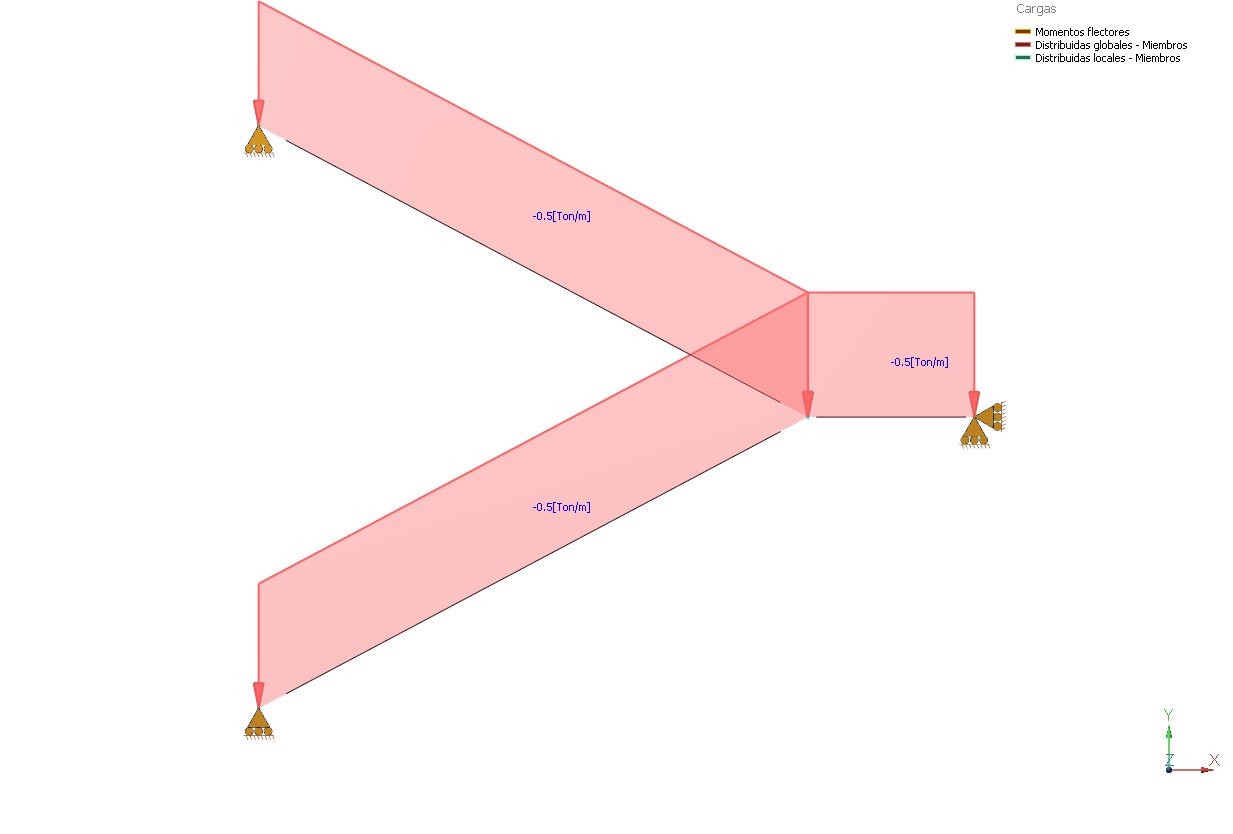 Cargas
Momentos flectores
Distribuidas globales - Miembros
Distribuidas locales - Miembros
-0.5[Ton/m]
-0.5[Ton/m]
-0.5[Ton/m]
Y
Z
X